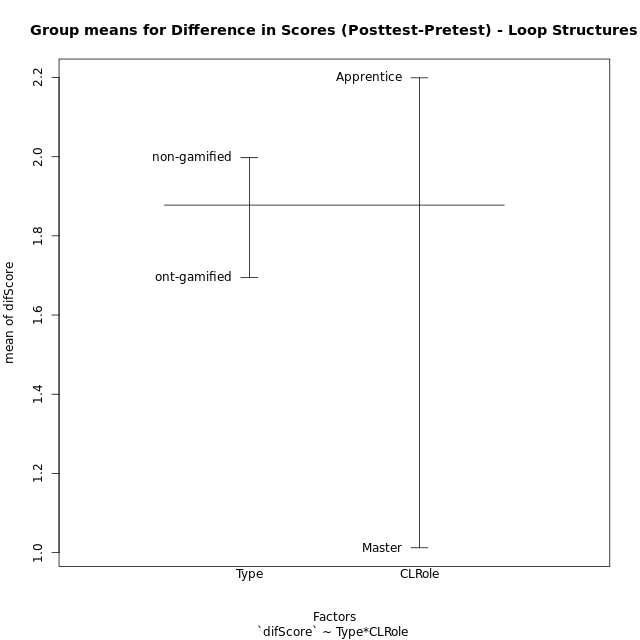 Group means for Difference in Scores (Posttest-Pretest) - Loop Structures
2.2
2.0
1.8
1.6
1.4
1.2
1.0
mean of difScore
Apprentice
non-gamified
ont-gamified
Master
Type
CLRole
Factors
`difScore` ~ Type*CLRole